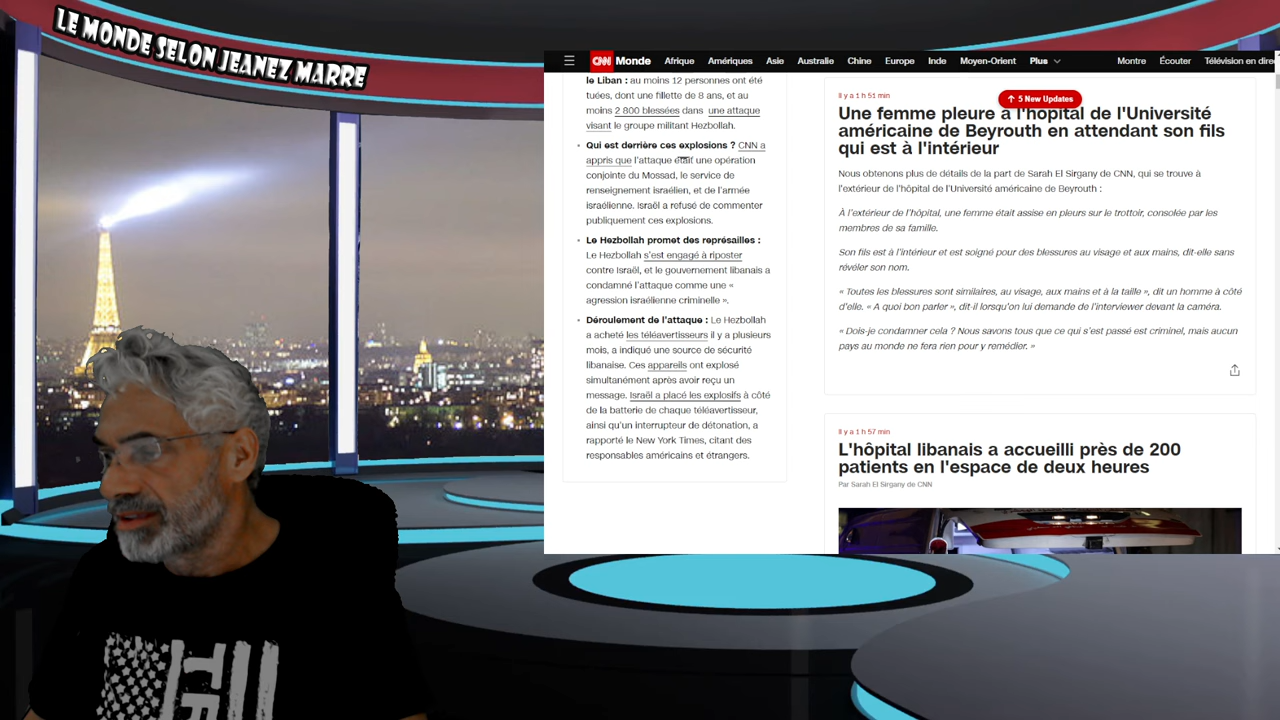 LE MONDE SELON JEANEZ MARRE
CNN Monde Afrique Amériques Asie Australie Chine Europe Inde Moyen-Orient Plus Montre Écouter Télévision en dire
le Liban : au moins 12 personnes ont été
tuées, dont une fillette de 8 ans, et au
moins 2 800 blessées dans une attaque
visant le groupe militant Hezbollah.
Qui est derrière ces explosions ? CNN a
appris que l'attaque était une opération
conjointe du Mossad, le service de
renseignement israélien, et de l'armée
israélienne. Israël a refusé de commenter
publiquement ces explosions.
Le Hezbollah promet des représailles :
Le Hezbollah s'est engagé à riposter
contre Israël, et le gouvernement libanais a
condamné l'attaque comme une «
agression israélienne criminelle ».
Déroulement de l'attaque : Le Hezbollah
a acheté les téléavertisseurs il y a plusieurs
mois, a indiqué une source de sécurité
libanaise. Ces appareils ont explosé
simultanément après avoir reçu un
message. Israël a placé les explosifs à côté
de la batterie de chaque téléavertisseur,
ainsi qu'un interrupteur de détonation, a
rapporté le New York Times, citant des
responsables américains et étrangers.
Il y a 1 h 51 min
5 New Updates
Une femme pleure à l'hôpital de l'Université
américaine de Beyrouth en attendant son fils
qui est à l'intérieur
Nous obtenons plus de détails de la part de Sarah El Sirgany de CNN, qui se trouve à
l'extérieur de l'hôpital de l'Université américaine de Beyrouth :
À l'extérieur de l'hôpital, une femme était assise en pleurs sur le trottoir, consolée par les
membres de sa famille.
Son fils est à l'intérieur et est soigné pour des blessures au visage et aux mains, dit-elle sans
révéler son nom.
« Toutes les blessures sont similaires, au visage, aux mains et à la taille », dit un homme à côté
d'elle. « A quoi bon parler », dit-il lorsqu'on lui demande de l'interviewer devant la caméra.
« Dois-je condamner cela ? Nous savons tous que ce qui s'est passé est criminel, mais aucun
pays au monde ne fera rien pour y remédier. »
Il y a 1 h 57 min
L'hôpital libanais a accueilli près de 200
patients en l'espace de deux heures
Par Sarah El Sirgany de CNN